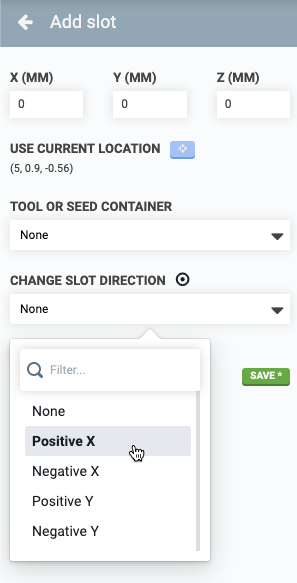 Add slot
X (MM) Y (MM) Z (MM)
0 0 0
USE CURRENT LOCATION
(5, 0.9, -0.56)
TOOL OR SEED CONTAINER
None
CHANGE SLOT DIRECTION
None
Filter...
SAVE *
None
Positive X
Negative X
Positive Y
Negative Y